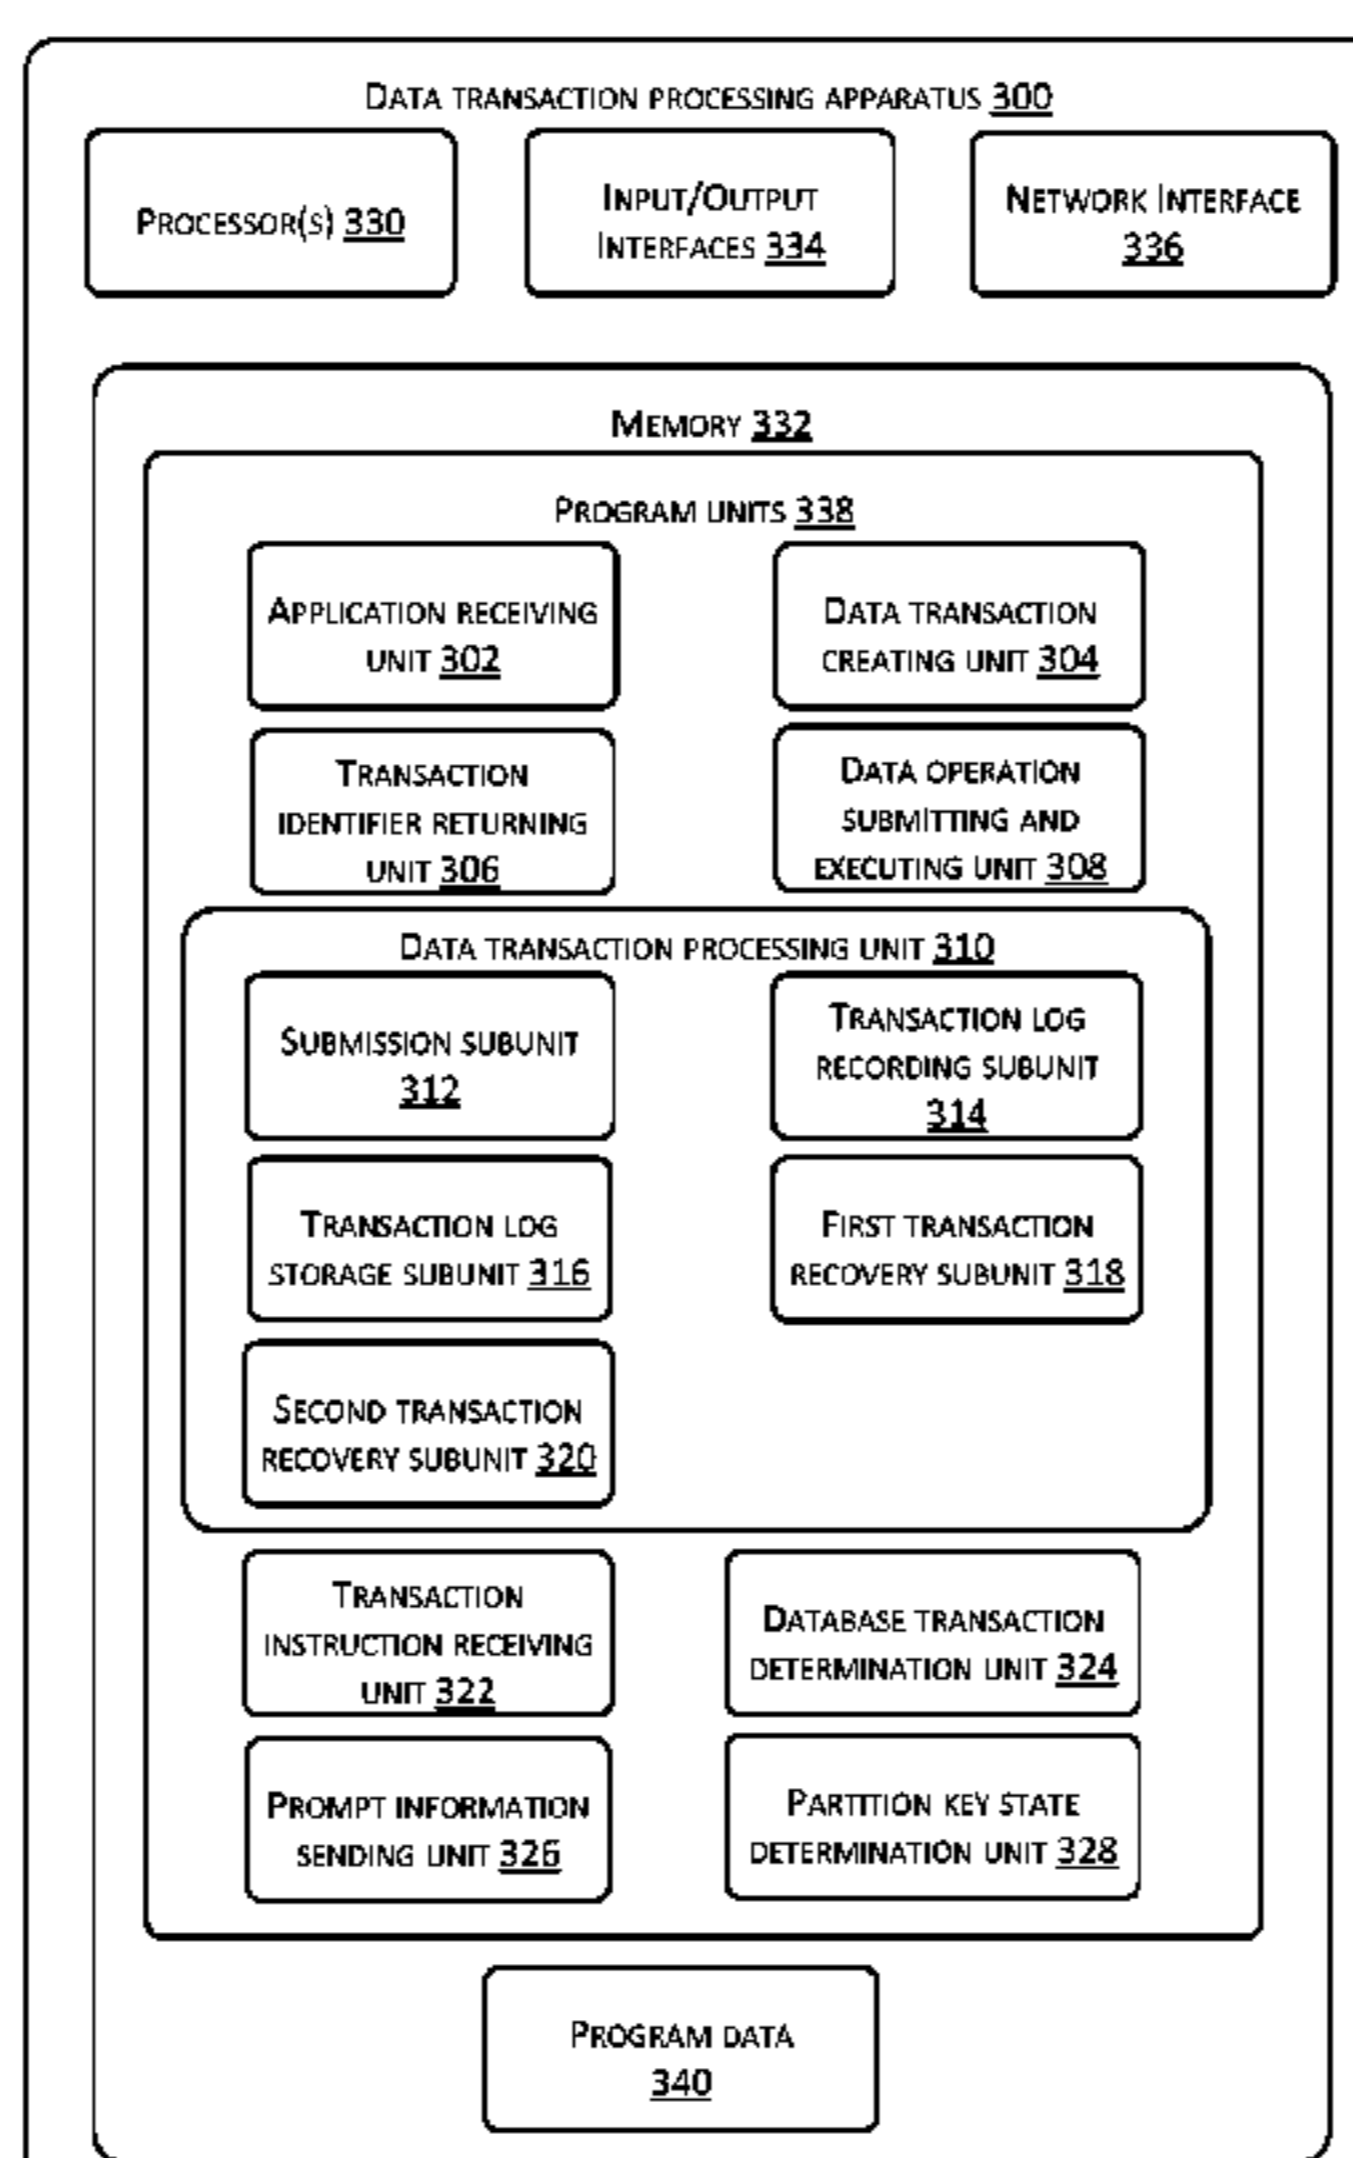 DATA TRANSACTION PROCESSING APPARATUS 300
PROCESSOR(S) 330
INPUT/OUTPUT
INTERFACES 334
NETWORK INTERFACE
336
MEMORY 332
PROGRAM UNITS 338
APPLICATION RECEIVING
UNIT 302
DATA TRANSACTION
CREATING UNIT 304
TRANSACTION
IDENTIFIER RETURNING
UNIT 306
DATA OPERATION
SUBMITTING AND
EXECUTING UNIT 308
DATA TRANSACTION PROCESSING UNIT 310
SUBMISSION SUBUNIT
312
TRANSACTION LOG
RECORDING SUBUNIT
314
TRANSACTION LOG
STORAGE SUBUNIT 316
FIRST TRANSACTION
RECOVERY SUBUNIT 318
SECOND TRANSACTION
RECOVERY SUBUNIT 320
TRANSACTION
INSTRUCTION RECEIVING
UNIT 322
DATABASE TRANSACTION
DETERMINATION UNIT 324
PROMPT INFORMATION
SENDING UNIT 326
PARTITION KEY STATE
DETERMINATION UNIT 328
PROGRAM DATA
340